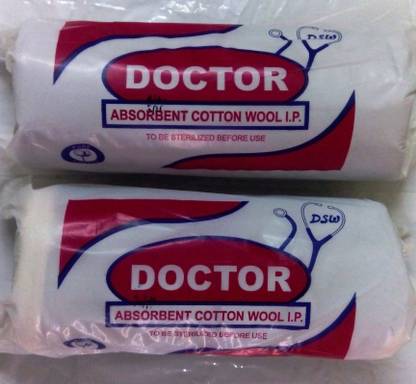 DSW
DOCTOR
ABSORBENT COTTON WOOL I.P.
TO BE STERILIZED BEFORE USE
DSW
DOCTOR
ABSORBENT COTTON WOOL I.P.
TO BE STERILIZED BEFORE USE